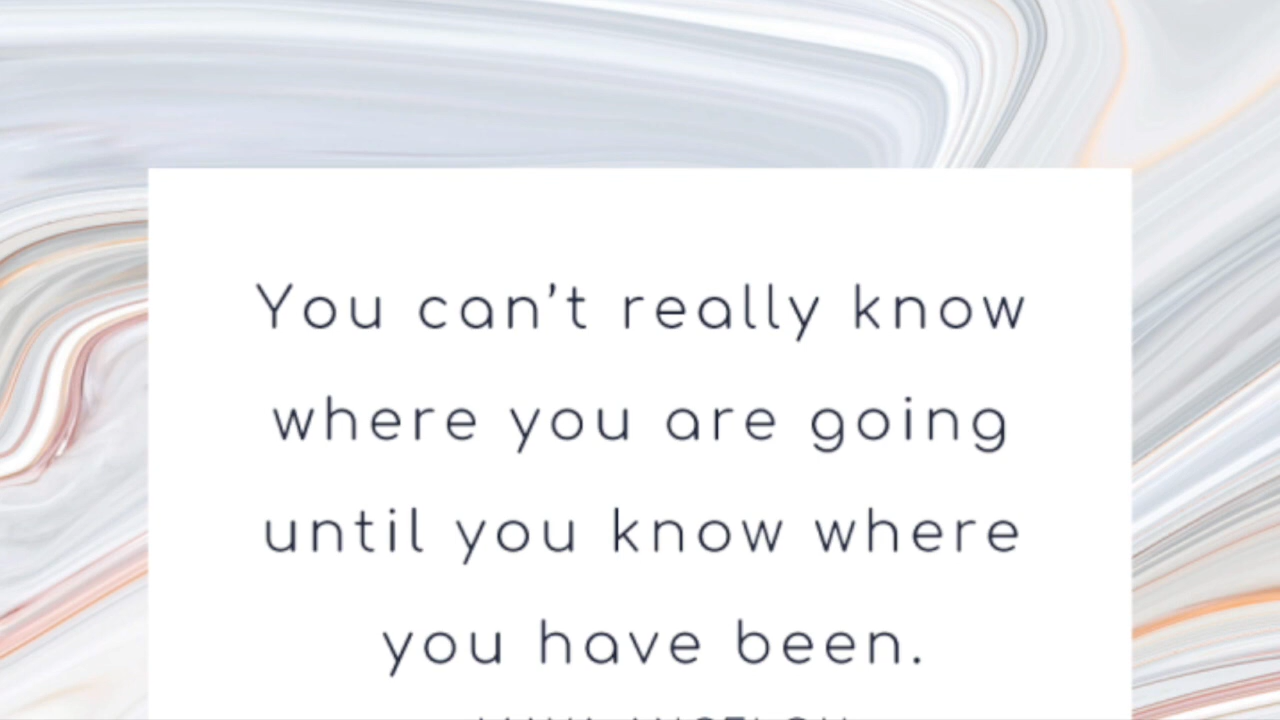 You can’t really know
where you are going
until you know where
you have been.